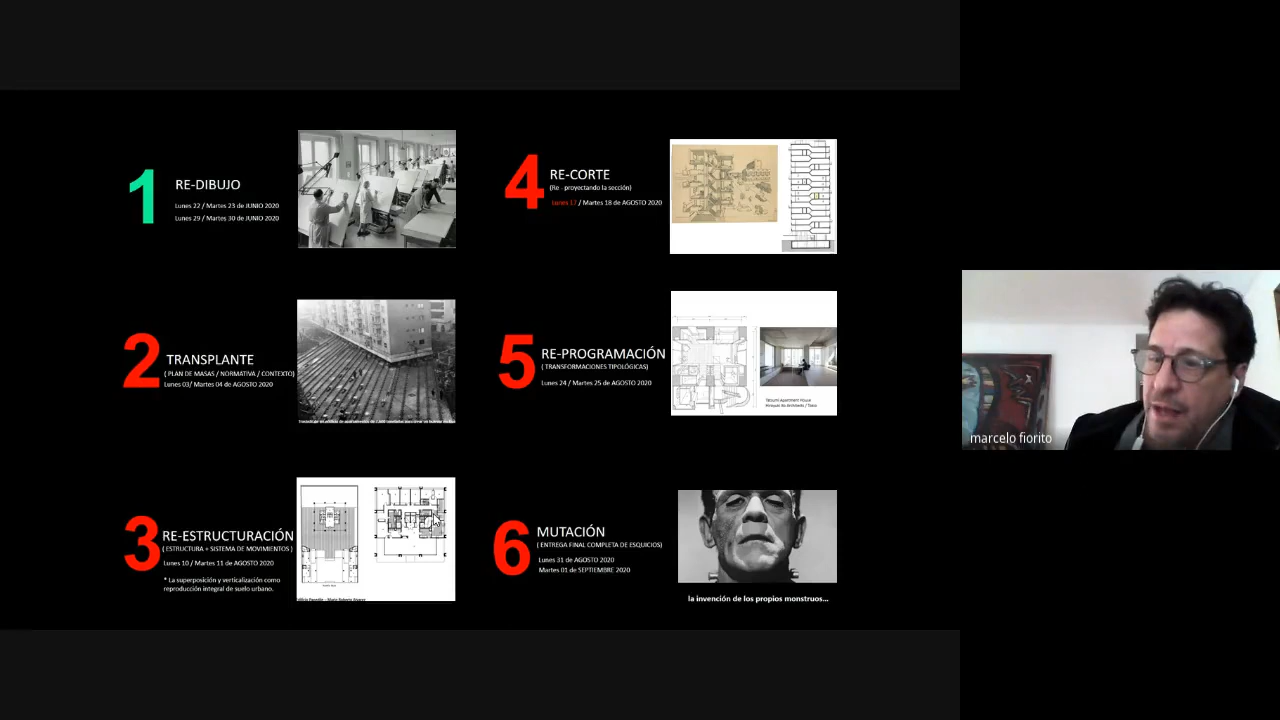 1
RE-DIBUJO
Lunes 22 / Martes 23 de JUNIO 2020
Lunes 29 / Martes 30 de JUNIO 2020
2
TRANSPLANTE
( PLAN DE MASAS / NORMATIVA / CONTEXTO)
Lunes 03/ Martes 04 de AGOSTO 2020
3
RE-ESTRUCTURACIÓN
( ESTRUCTURA + SISTEMA DE MOVIMIENTOS )
Lunes 10 / Martes 11 de AGOSTO 2020
* La superposición y verticalización como
reproducción integral de suelo urbano.
4
RE-CORTE
(Re - proyectando la sección)
Lunes 17 / Martes 18 de AGOSTO 2020
5
RE-PROGRAMACIÓN
( TRANSFORMACIONES TIPOLÓGICAS)
Lunes 24 / Martes 25 de AGOSTO 2020
6
MUTACIÓN
( ENTREGA FINAL COMPLETA DE ESQUICIOS)
Lunes 31 de AGOSTO 2020
Martes 01 de SEPTIEMBRE 2020
la invención de los propios monstruos...
marcelo fiorito